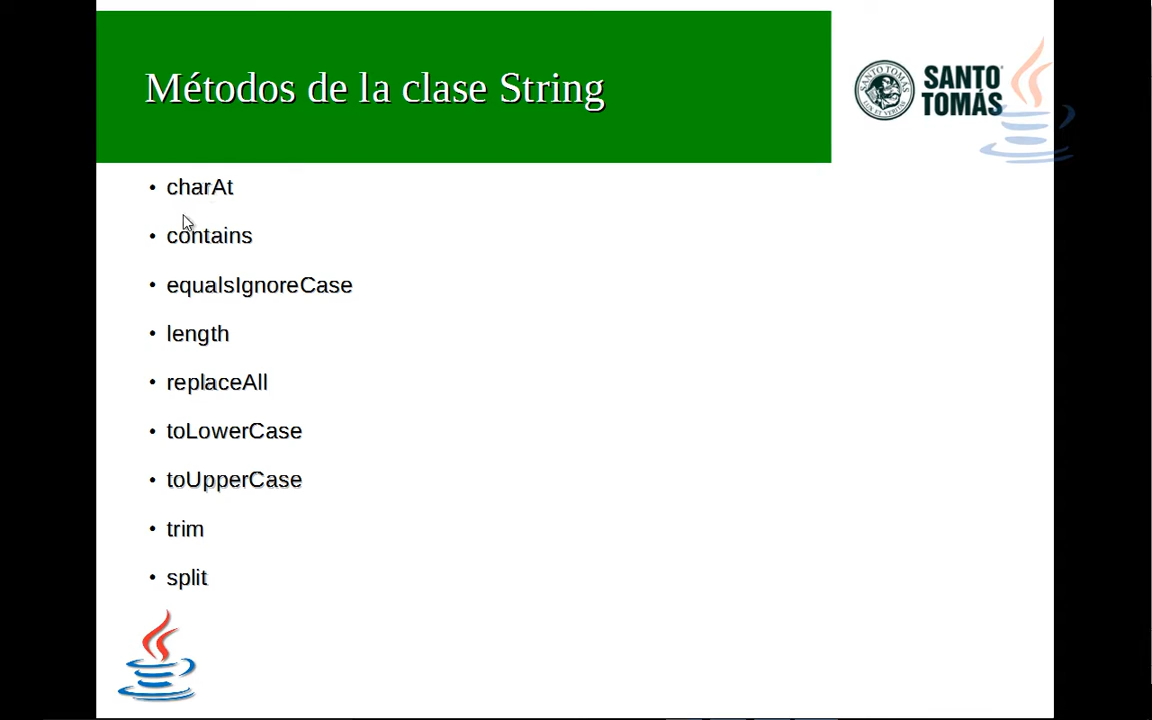 Métodos de la clase String
SANTO TOMÁS
• charAt
• contains
• equalsIgnoreCase
• length
• replaceAll
• toLowerCase
• toUpperCase
• trim
• split